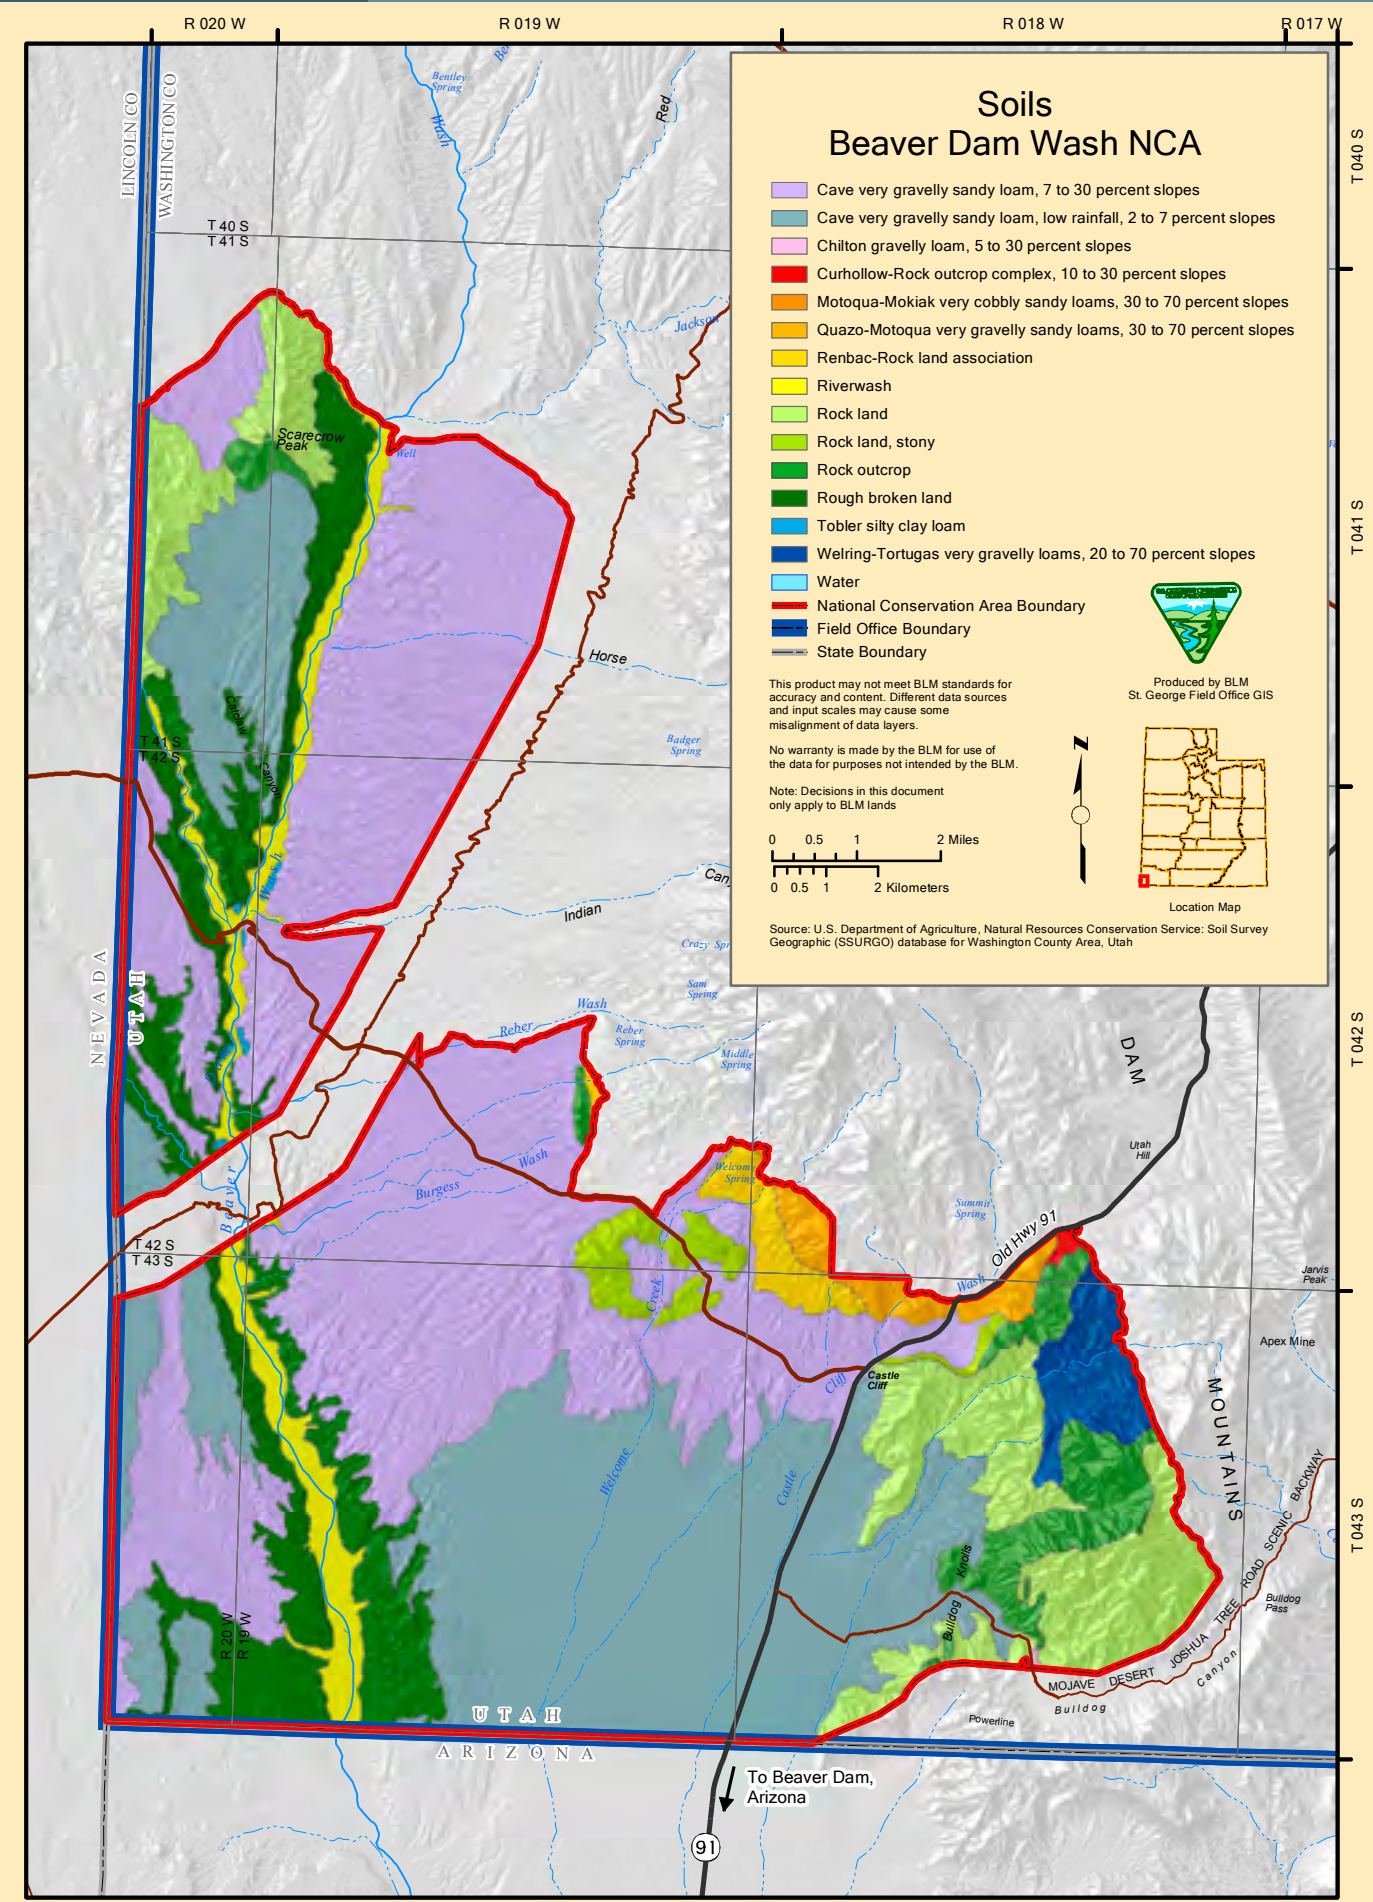 R 020 W
R 019 W
R 018 W
R 017 W
T 040 S
T 041 S
T 042 S
T 043 S
Soils
Beaver Dam Wash NCA
Cave very gravelly sandy loam, 7 to 30 percent slopes
Cave very gravelly sandy loam, low rainfall, 2 to 7 percent slopes
Chilton gravelly loam, 5 to 30 percent slopes
Curhollow-Rock outcrop complex, 10 to 30 percent slopes
Motoqua-Mokiak very cobbly sandy loams, 30 to 70 percent slopes
Quazo-Motoqua very gravelly sandy loams, 30 to 70 percent slopes
Renbac-Rock land association
Riverwash
Rock land
Rock land, stony
Rock outcrop
Rough broken land
Tobler silty clay loam
Welring-Tortugas very gravelly loams, 20 to 70 percent slopes
Water
National Conservation Area Boundary
Field Office Boundary
State Boundary
This product may not meet BLM standards for
accuracy and content. Different data sources
and input scales may cause some
misalignment of data layers.
No warranty is made by the BLM for use of
the data for purposes not intended by the BLM.
Note: Decisions in this document
only apply to BLM lands
Produced by BLM
St. George Field Office GIS
N
0 0.5 1 2 Miles
0 0.5 1 2 Kilometers
Location Map
Source: U.S. Department of Agriculture, Natural Resources Conservation Service: Soil Survey
Geographic (SSURGO) database for Washington County Area, Utah
LINCOLN CO
WASHINGTON CO
Bentley
Spring
Wash
Red
T 40 S
T 41 S
Jackson
Scarecrow
Peak
Well
Horse
Catclaw
Canyon
T 41 S
T 42 S
Badger
Spring
Wash
Indian
Crazy Spr
Sam
Spring
NEVADA
UTAH
Reber
Wash
Reber
Spring
Middle
Spring
DAM
Utah
Hill
Welcome
Spring
Wash
Burgess
Beaver
Summit
Spring
Old Hwy 91
T 42 S
T 43 S
Creek
Wash
Jarvis
Peak
Apex Mine
Castle
Cliff
Cliff
MOUNTAINS
Welcome
Castle
Knolls
Bulldog
R 20 W
R 19 W
MOJAVE DESERT JOSHUA TREE ROAD SCENIC BACKWAY
Bulldog
Pass
Bulldog
Canyon
Powerline
UTAH
ARIZONA
To Beaver Dam,
Arizona
91